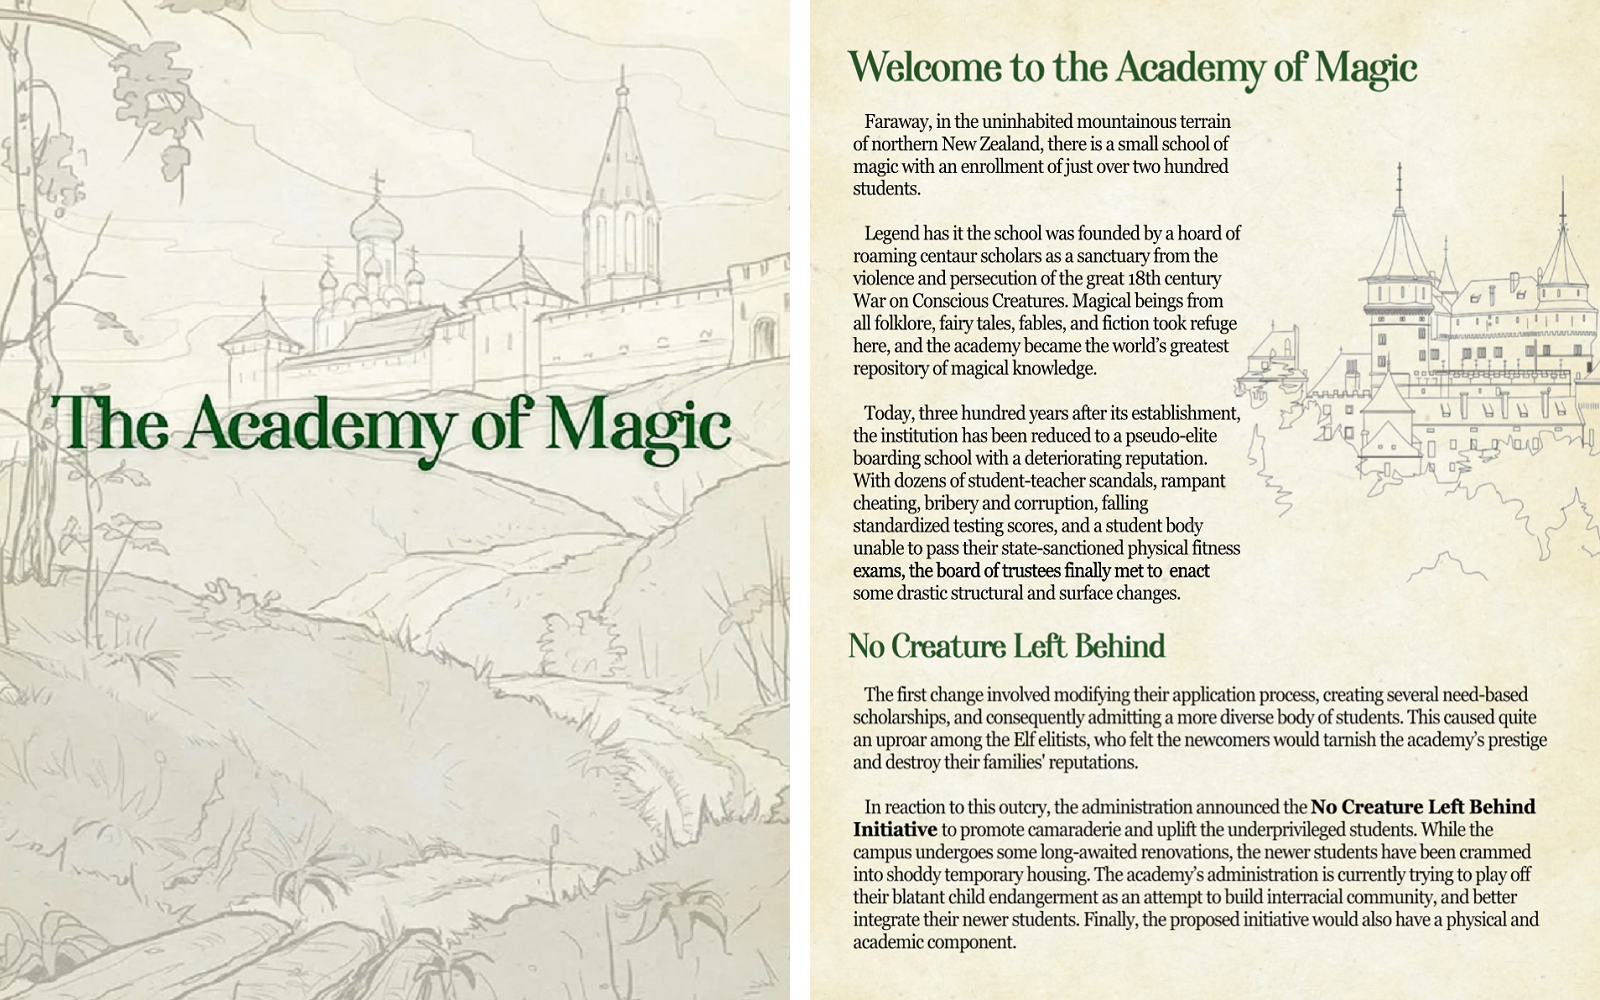 The Academy of Magic
Welcome to the Academy of Magic
Faraway, in the uninhabited mountainous terrain
of northern New Zealand, there is a small school of
magic with an enrollment of just over two hundred
students.
Legend has it the school was founded by a hoard of
roaming centaur scholars as a sanctuary from the
violence and persecution of the great 18th century
War on Conscious Creatures. Magical beings from
all folklore, fairy tales, fables, and fiction took refuge
here, and the academy became the world's greatest
repository of magical knowledge.
Today, three hundred years after its establishment,
the institution has been reduced to a pseudo-elite
boarding school with a deteriorating reputation.
With dozens of student-teacher scandals, rampant
cheating, bribery and corruption, falling
standardized testing scores, and a student body
unable to pass their state-sanctioned physical fitness
exams, the board of trustees finally met to enact
some drastic structural and surface changes.
No Creature Left Behind
The first change involved modifying their application process, creating several need-based
scholarships, and consequently admitting a more diverse body of students. This caused quite
an uproar among the Elf elitists, who felt the newcomers would tarnish the academy's prestige
and destroy their families' reputations.
In reaction to this outcry, the administration announced the No Creature Left Behind
Initiative to promote camaraderie and uplift the underprivileged students. While the
campus undergoes some long-awaited renovations, the newer students have been crammed
into shoddy temporary housing. The academy's administration is currently trying to play off
their blatant child endangerment as an attempt to build interracial community, and better
integrate their newer students. Finally, the proposed initiative would also have a physical and
academic component.